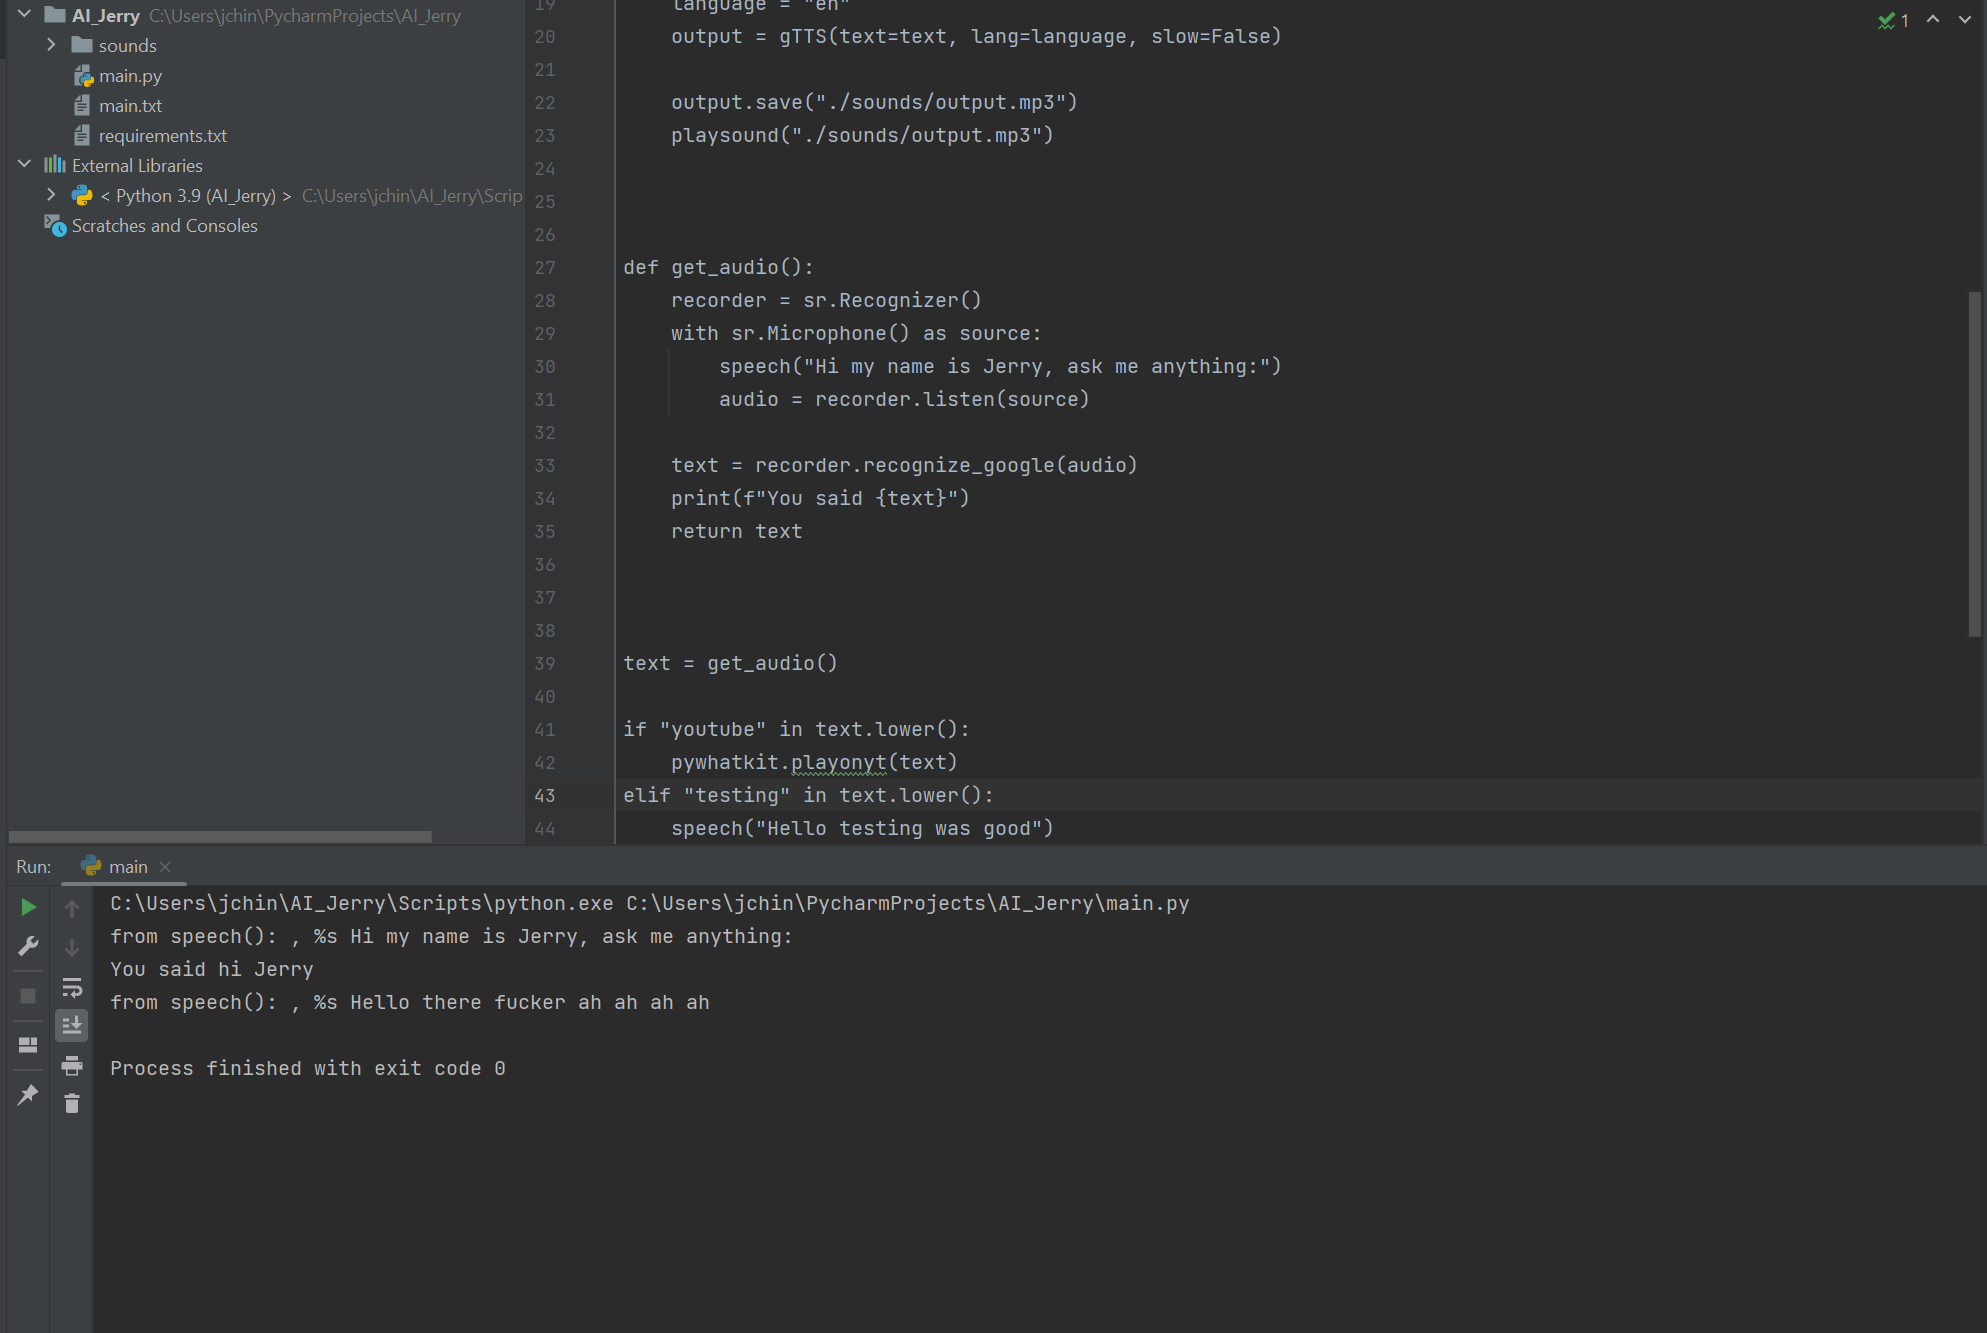 AI_Jerry C:\Users\jchin\PycharmProjects\AI_Jerry
sounds
main.py
main.txt
requirements.txt
External Libraries
< Python 3.9 (AI_Jerry) > C:\Users\jchin\AI_Jerry\Scrip
Scratches and Consoles
1
19 language = "en"
20 output = gTTS(text=text, lang=language, slow=False)
21
22 output.save("./sounds/output.mp3")
23 playsound("./sounds/output.mp3")
24
25
26
27 def get_audio():
28 recorder = sr.Recognizer()
29 with sr.Microphone() as source:
30 speech("Hi my name is Jerry, ask me anything:")
31 audio = recorder.listen(source)
32
33 text = recorder.recognize_google(audio)
34 print(f"You said {text}")
35 return text
36
37
38
39 text = get_audio()
40
41 if "youtube" in text.lower():
42 pywhatkit.playonyt(text)
43 elif "testing" in text.lower():
44 speech("Hello testing was good")
Run: main
C:\Users\jchin\AI_Jerry\Scripts\python.exe C:\Users\jchin\PycharmProjects\AI_Jerry\main.py
from speech(): , %s Hi my name is Jerry, ask me anything:
You said hi Jerry
from speech(): , %s Hello there fucker ah ah ah ah
Process finished with exit code 0